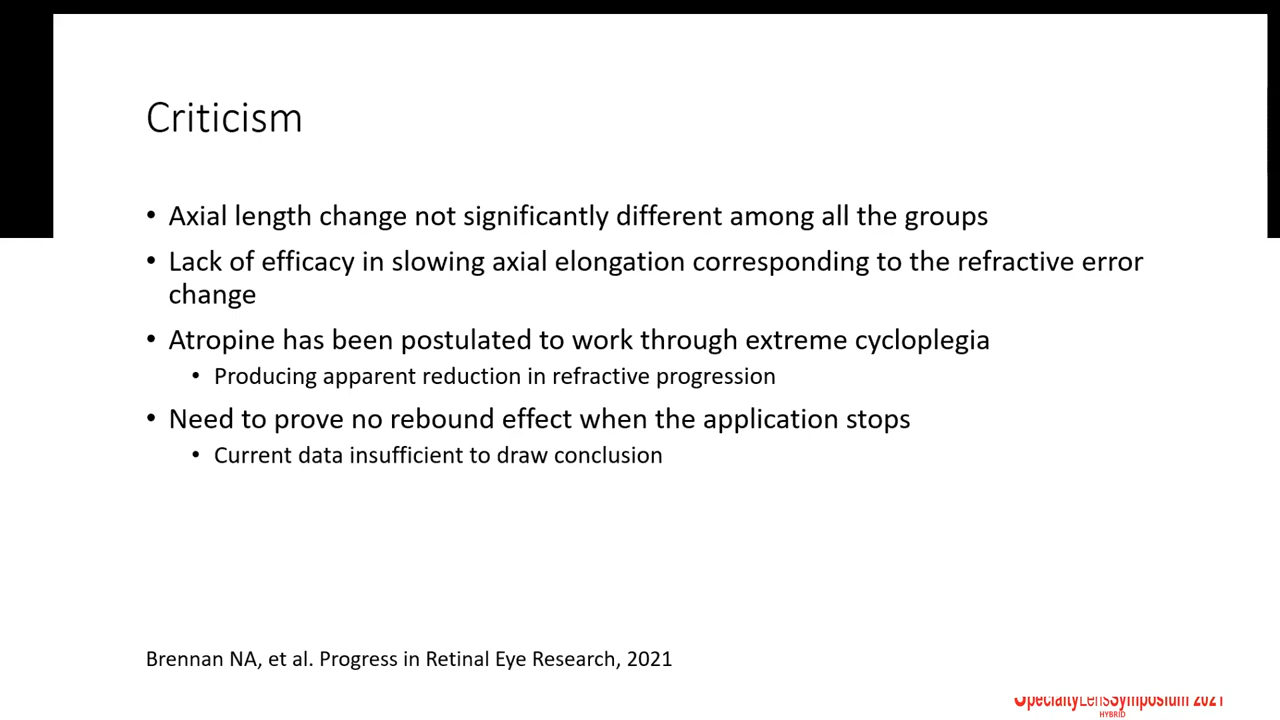 Criticism
• Axial length change not significantly different among all the groups
• Lack of efficacy in slowing axial elongation corresponding to the refractive error
change
• Atropine has been postulated to work through extreme cycloplegia
• Producing apparent reduction in refractive progression
• Need to prove no rebound effect when the application stops
• Current data insufficient to draw conclusion
Brennan NA, et al. Progress in Retinal Eye Research, 2021
SpecialtyLensSymposium 2021
HYBRID